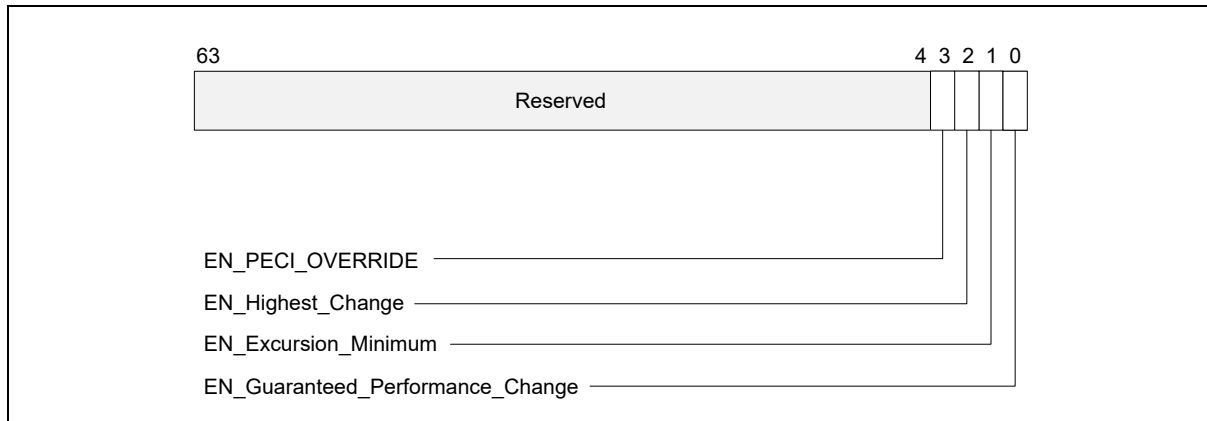 63 4 3 2 1 0
Reserved
EN_PECI_OVERRIDE
EN_Highest_Change
EN_Excursion_Minimum
EN_Guaranteed_Performance_Change